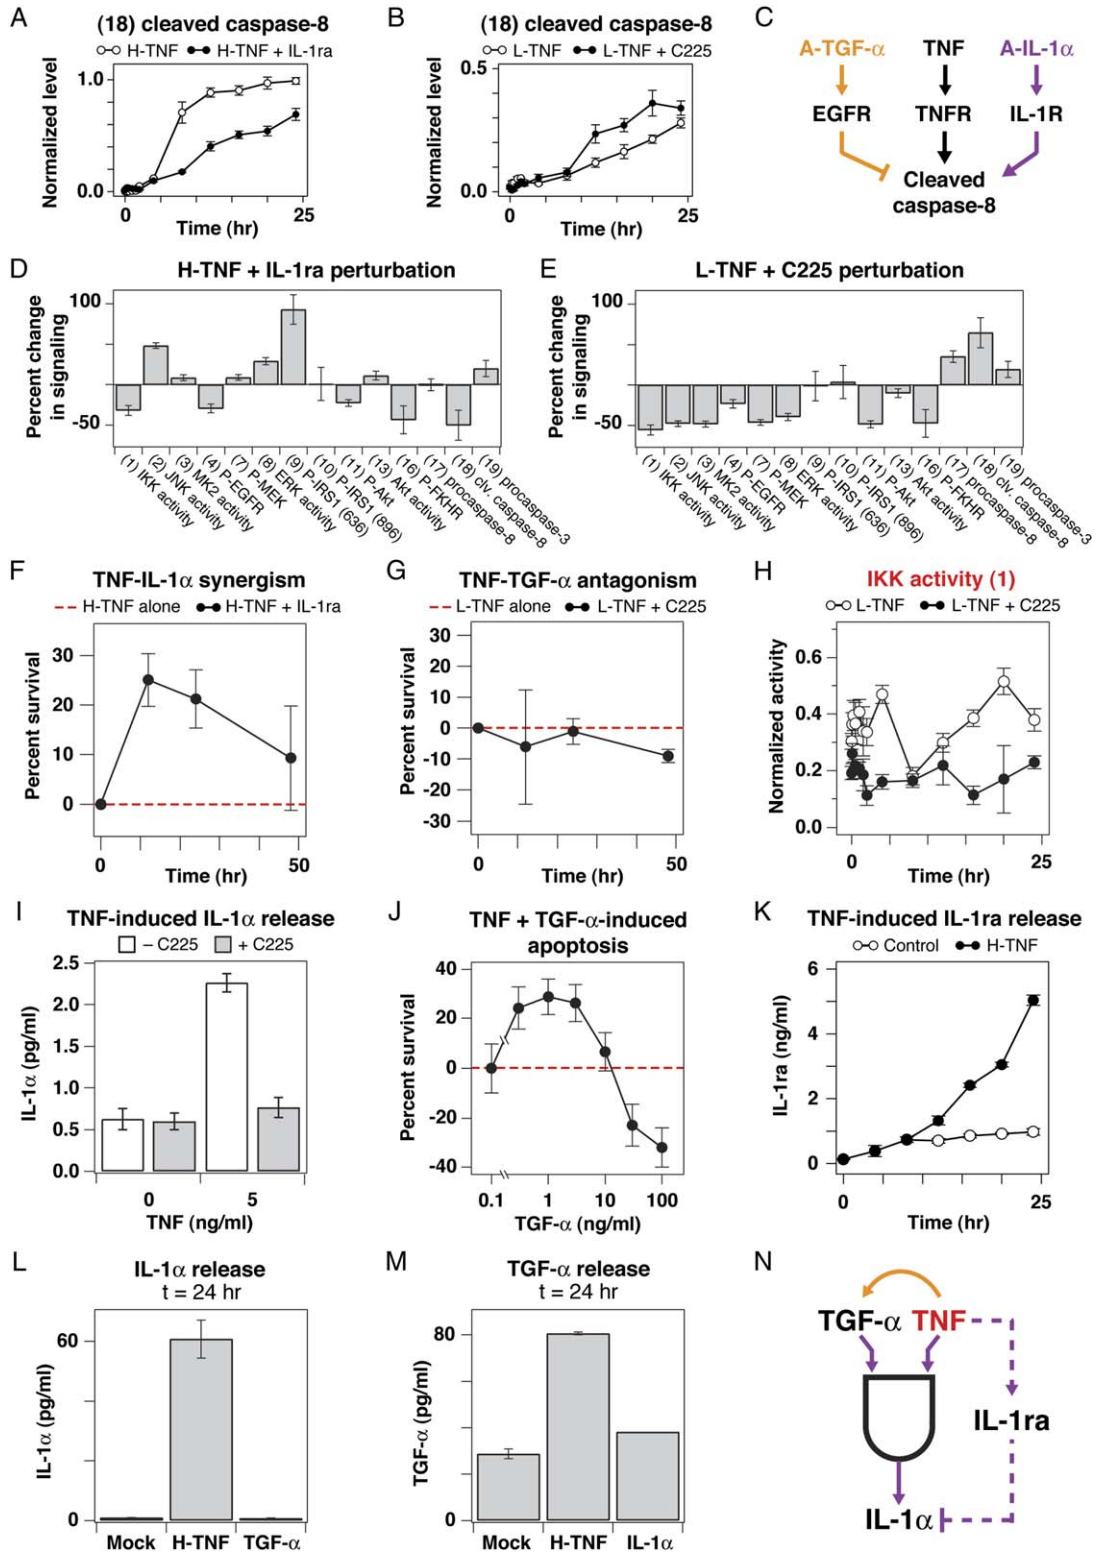 A
(18) cleaved caspase-8
H-TNF H-TNF + IL-1ra
Normalized level
1.0
0.0
0 25
Time (hr)
B
(18) cleaved caspase-8
L-TNF L-TNF + C225
Normalized level
0.5
0.0
0 25
Time (hr)
C
A-TGF-α TNF A-IL-1α
EGFR TNFR IL-1R
Cleaved
caspase-8
D
H-TNF + IL-1ra perturbation
Percent change
in signaling
100
-50
(1) IKK activity
(2) JNK activity
(3) MK2 activity
(4) P-EGFR
(7) P-MEK
(8) ERK activity
(9) P-IRS1 (636)
(10) P-IRS1 (896)
(11) P-Akt
(13) Akt activity
(16) P-FKHR
(17) procaspase-8
(18) clv. caspase-8
(19) procaspase-3
E
L-TNF + C225 perturbation
Percent change
in signaling
100
-50
(1) IKK activity
(2) JNK activity
(3) MK2 activity
(4) P-EGFR
(7) P-MEK
(8) ERK activity
(9) P-IRS1 (636)
(10) P-IRS1 (896)
(11) P-Akt
(13) Akt activity
(16) P-FKHR
(17) procaspase-8
(18) clv. caspase-8
(19) procaspase-3
F
TNF-IL-1α synergism
H-TNF alone H-TNF + IL-1ra
Percent survival
30
20
10
0
0 50
Time (hr)
G
TNF-TGF-α antagonism
L-TNF alone L-TNF + C225
Percent survival
30
20
10
0
-10
-20
-30
0 50
Time (hr)
H
IKK activity (1)
L-TNF L-TNF + C225
Normalized activity
0.6
0.4
0.2
0.0
0 25
Time (hr)
I
TNF-induced IL-1α release
– C225 + C225
IL-1α (pg/ml)
2.5
2.0
1.5
1.0
0.5
0.0
0 5
TNF (ng/ml)
J
TNF + TGF-α-induced
apoptosis
Percent survival
40
20
0
-20
-40
0.1 1 10 100
TGF-α (ng/ml)
K
TNF-induced IL-1ra release
Control H-TNF
IL-1ra (ng/ml)
6
4
2
0
0 25
Time (hr)
L
IL-1α release
t = 24 hr
IL-1α (pg/ml)
60
0
Mock H-TNF TGF-α
M
TGF-α release
t = 24 hr
TGF-α (pg/ml)
80
0
Mock H-TNF IL-1α
N
TGF-α TNF
IL-1ra
IL-1α